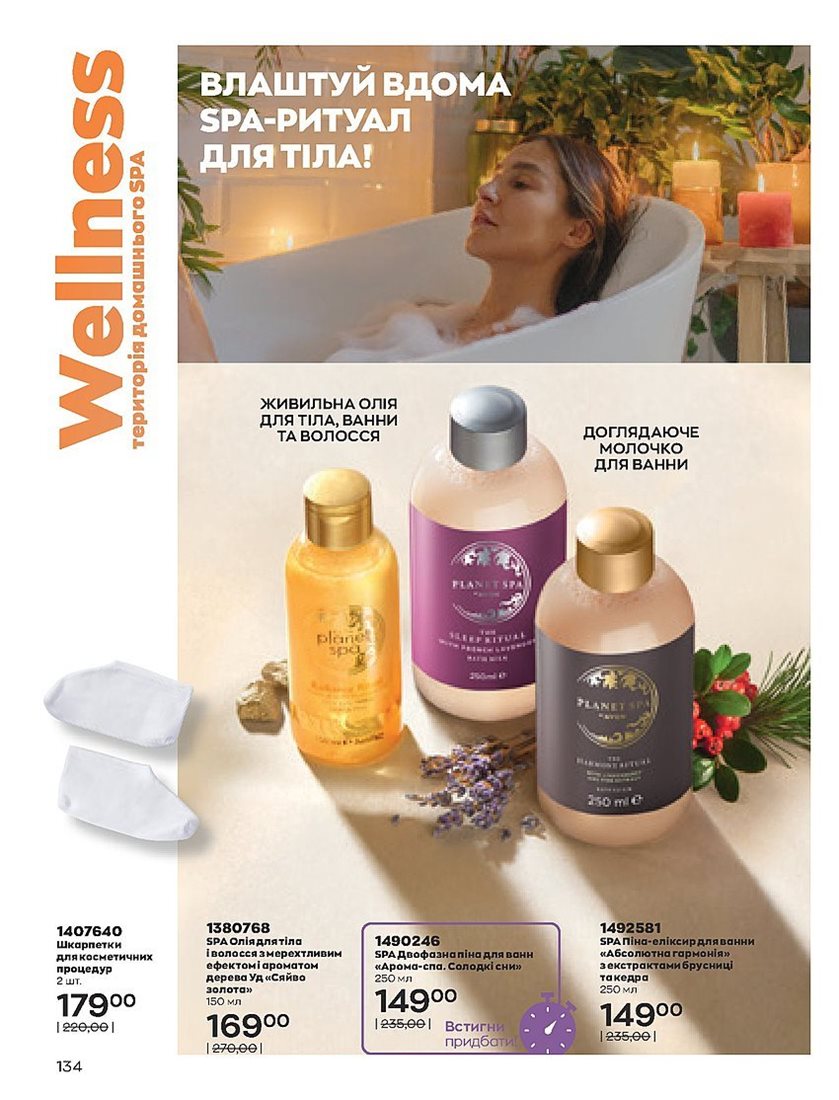 Wellness
територія домашнього SPA
ВЛАШТУЙ ВДОМА
SPA-РИТУАЛ
ДЛЯ ТІЛА!
ЖИВИЛЬНА ОЛІЯ
ДЛЯ ТІЛА, ВАННИ
ТА ВОЛОССЯ
ДОГЛЯДАЮЧЕ
МОЛОЧКО
ДЛЯ ВАННИ
planet
spa
PLANET SPA
THE
SLEEP RITUAL
WITH FRENCH LAVENDER
BATH MILK
250ml e
PLANET SPA
THE
HARMONY RITUAL
250 ml e
1407640
Шкарпетки
для косметичних
процедур
2 шт.
179 00
| 220,00 |
1380768
SPA Олія для тіла
і волосся з мерехтливим
ефектом і ароматом
дерева Уд «Сяйво
золота»
150 мл
169 00
| 270,00 |
1490246
SPA Двофазна піна для ванн
«Арома-спа. Солодкі сни»
250 мл
149 00
| 235,00 |
Встигни
придбати!
1492581
SPA Піна-еліксир для ванни
«Абсолютна гармонія»
з екстрактами брусниці
та кедра
250 мл
149 00
| 235,00 |
134